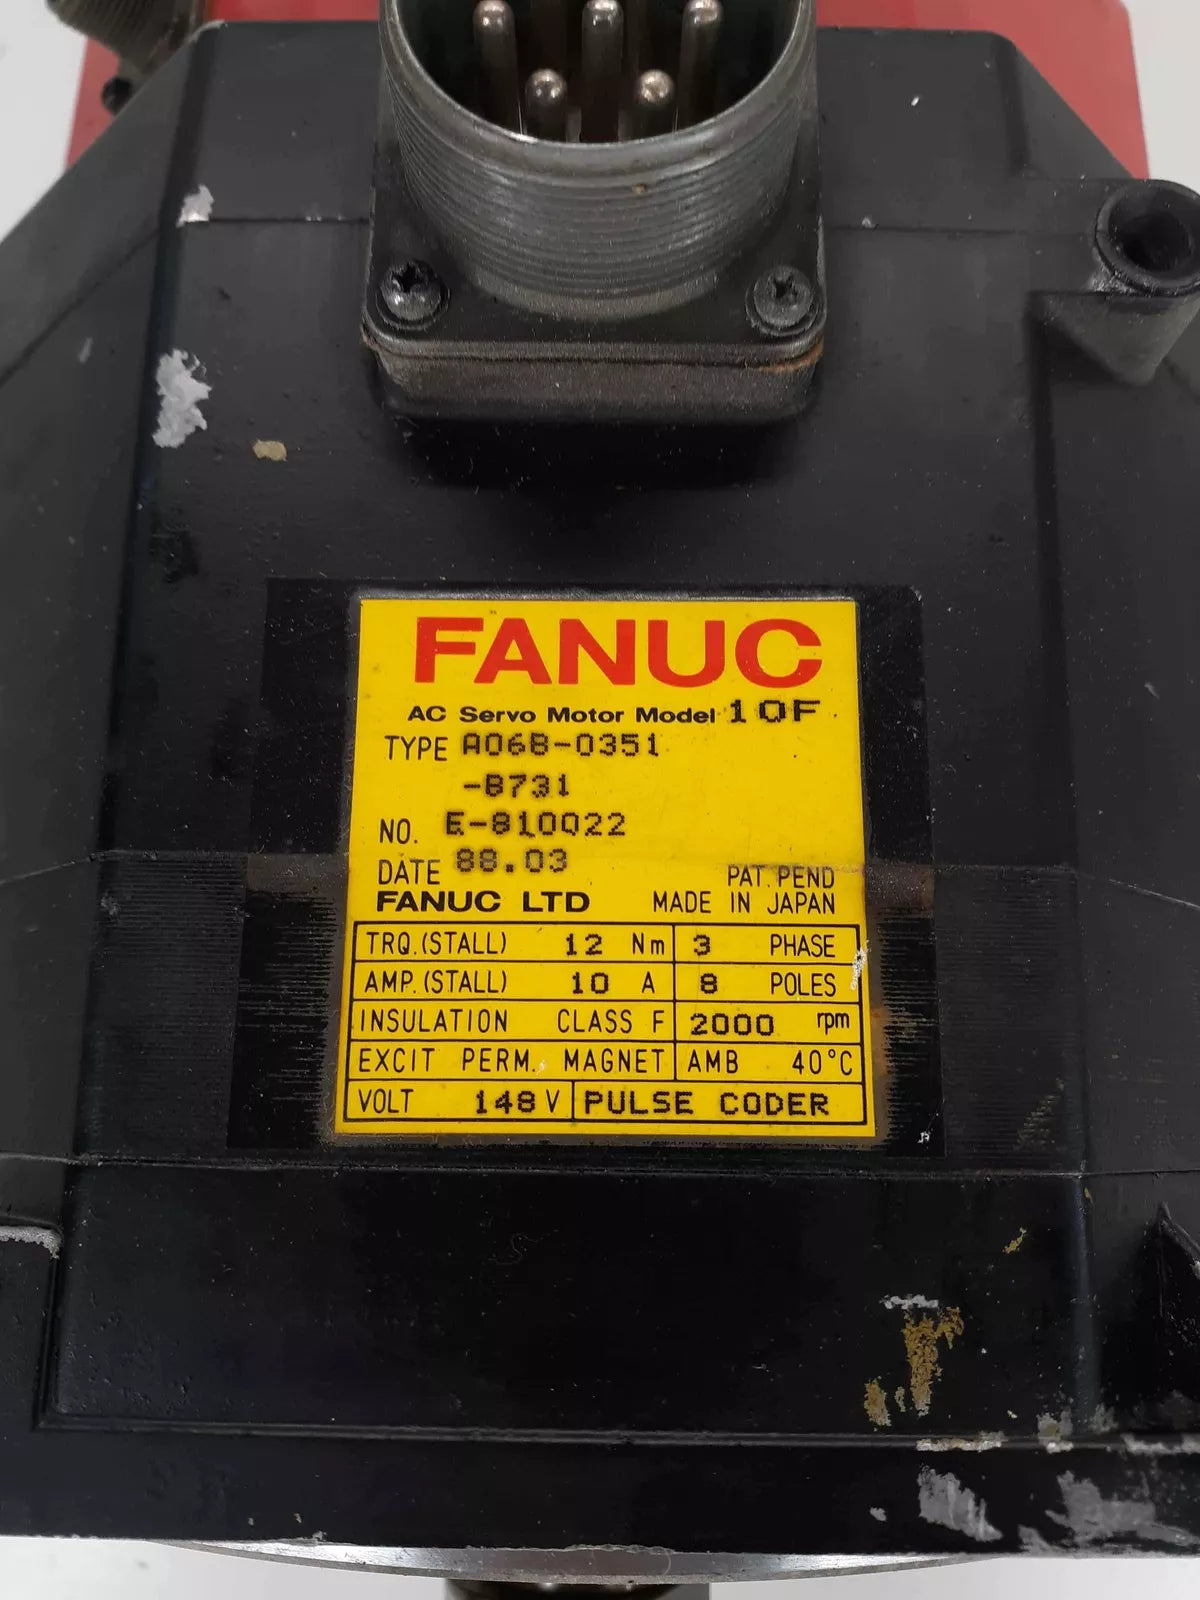 FANUC
AC Servo Motor Model 10F
TYPE A06B-0351
-B731
NO. E-810022
DATE 88.03
PAT. PEND
FANUC LTD MADE IN JAPAN
TRQ. (STALL) 12 Nm 3 PHASE
AMP. (STALL) 10 A 8 POLES
INSULATION CLASS F 2000 rpm
EXCIT PERM. MAGNET AMB 40°C
VOLT 148 V PULSE CODER